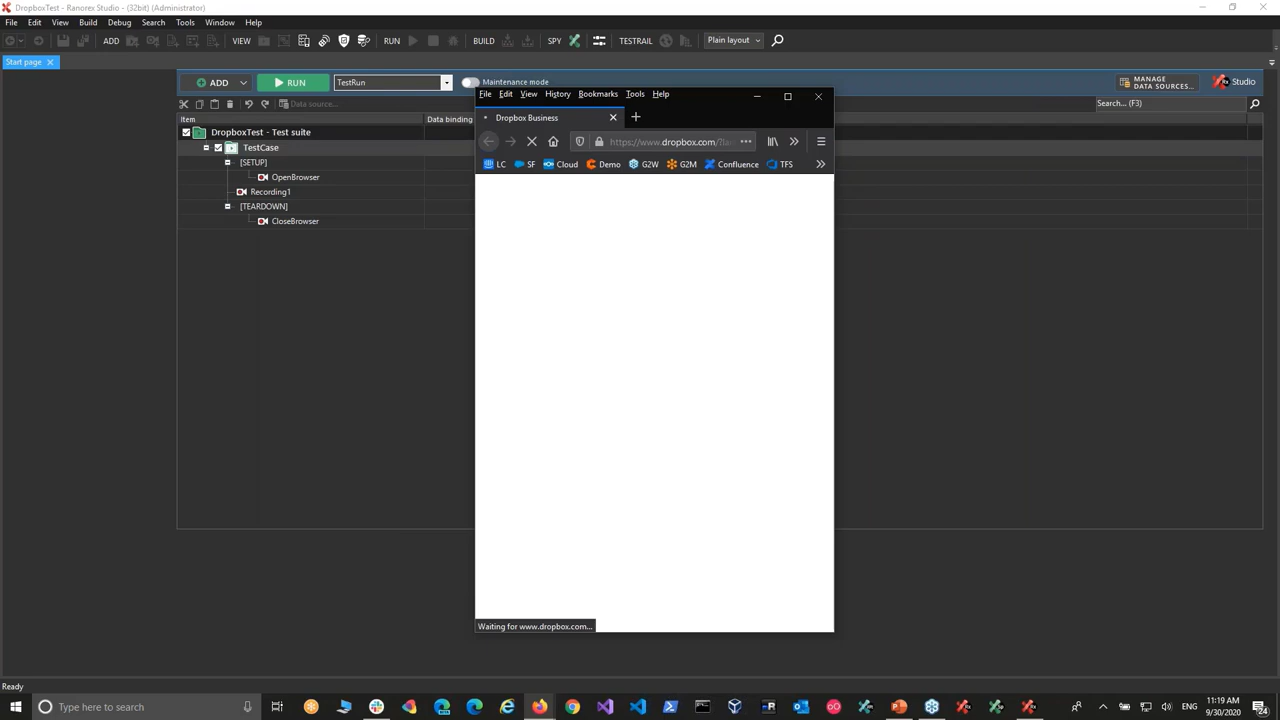 DropboxTest - Ranorex Studio - (32bit) (Administrator)
File Edit View Build Debug Search Tools Window Help
ADD VIEW RUN BUILD SPY TESTRAIL Plain layout
Start page
ADD RUN TestRun Maintenance mode MANAGE DATA SOURCES... Studio
Data source... Search... (F3)
Item Data binding
DropboxTest - Test suite
TestCase
[SETUP]
OpenBrowser
Recording1
[TEARDOWN]
CloseBrowser
File Edit View History Bookmarks Tools Help
Dropbox Business
https://www.dropbox.com/?la
LC SF Cloud Demo G2W G2M Confluence TFS
Waiting for www.dropbox.com...
Ready
Type here to search
ENG
11:19 AM
9/30/2020
24